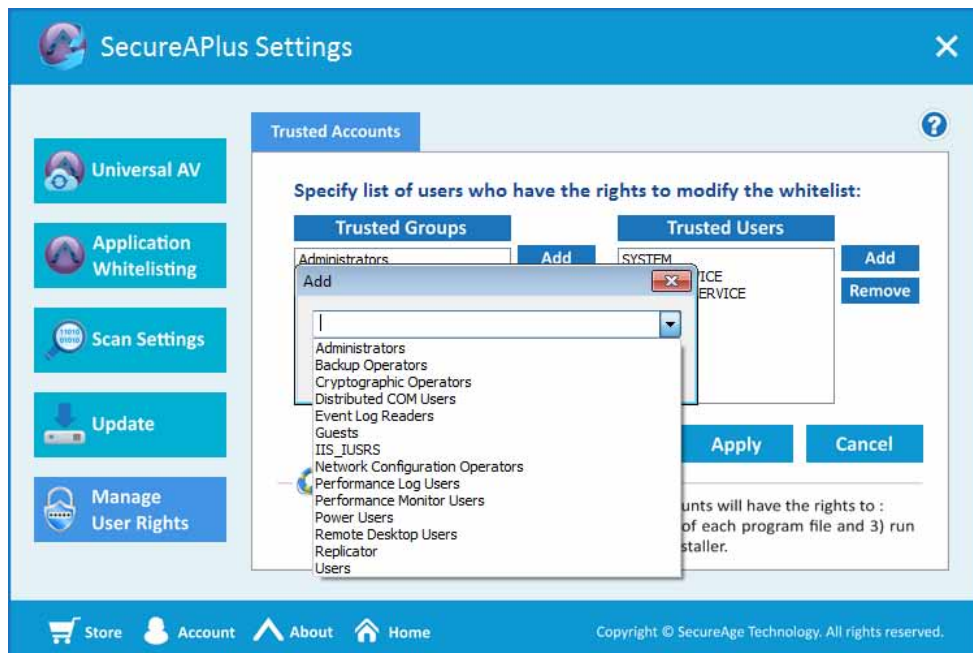 SecureAPlus Settings
Trusted Accounts
Universal AV
Application
Whitelisting
Scan Settings
Update
Manage
User Rights
Specify list of users who have the rights to modify the whitelist:
Trusted Groups
Administrators
Add
Trusted Users
SYSTEM
ICE
ERVICE
Add
Remove
Add
Administrators
Backup Operators
Cryptographic Operators
Distributed COM Users
Event Log Readers
Guests
IIS_IUSRS
Network Configuration Operators
Performance Log Users
Performance Monitor Users
Power Users
Remote Desktop Users
Replicator
Users
Apply
Cancel
unts will have the rights to :
of each program file and 3) run
staller.
Store
Account
About
Home
Copyright © SecureAge Technology. All rights reserved.